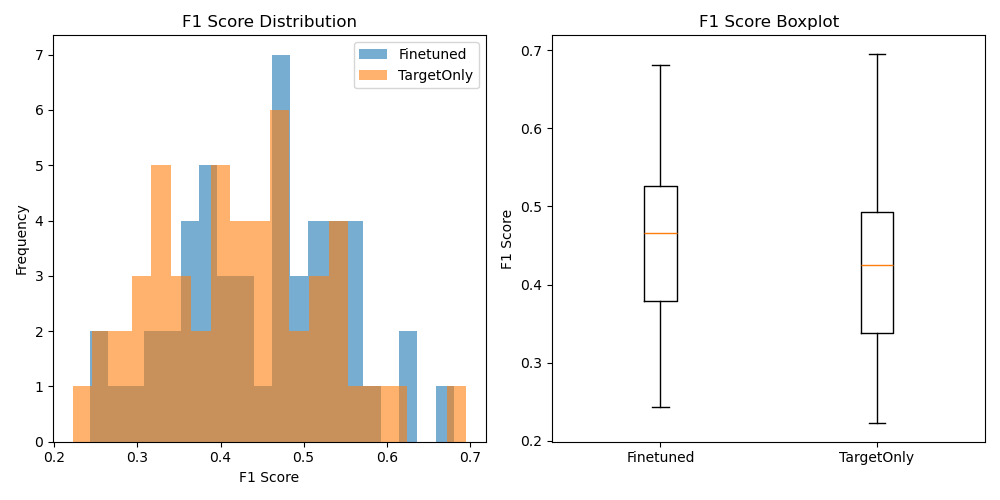 F1 Score Distribution
Finetuned
TargetOnly
7
6
5
4
3
2
1
0
Frequency
0.2 0.3 0.4 0.5 0.6 0.7
F1 Score
F1 Score Boxplot
0.7
0.6
0.5
0.4
0.3
0.2
F1 Score
Finetuned TargetOnly